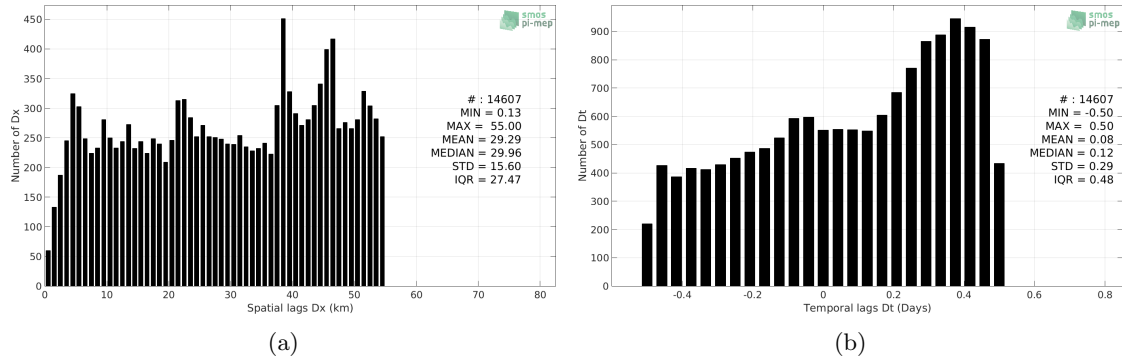 smos
pi-mep
450
400
350
300
250
200
150
100
50
0
Number of Dx
# : 14607
MIN = 0.13
MAX = 55.00
MEAN = 29.29
MEDIAN = 29.96
STD = 15.60
IQR = 27.47
0 10 20 30 40 50 60 70 80
Spatial lags Dx (km)
(a)
smos
pi-mep
900
800
700
600
500
400
300
200
100
0
Number of Dt
# : 14607
MIN = -0.50
MAX = 0.50
MEAN = 0.08
MEDIAN = 0.12
STD = 0.29
IQR = 0.48
-0.4 -0.2 0 0.2 0.4 0.6 0.8
Temporal lags Dt (Days)
(b)